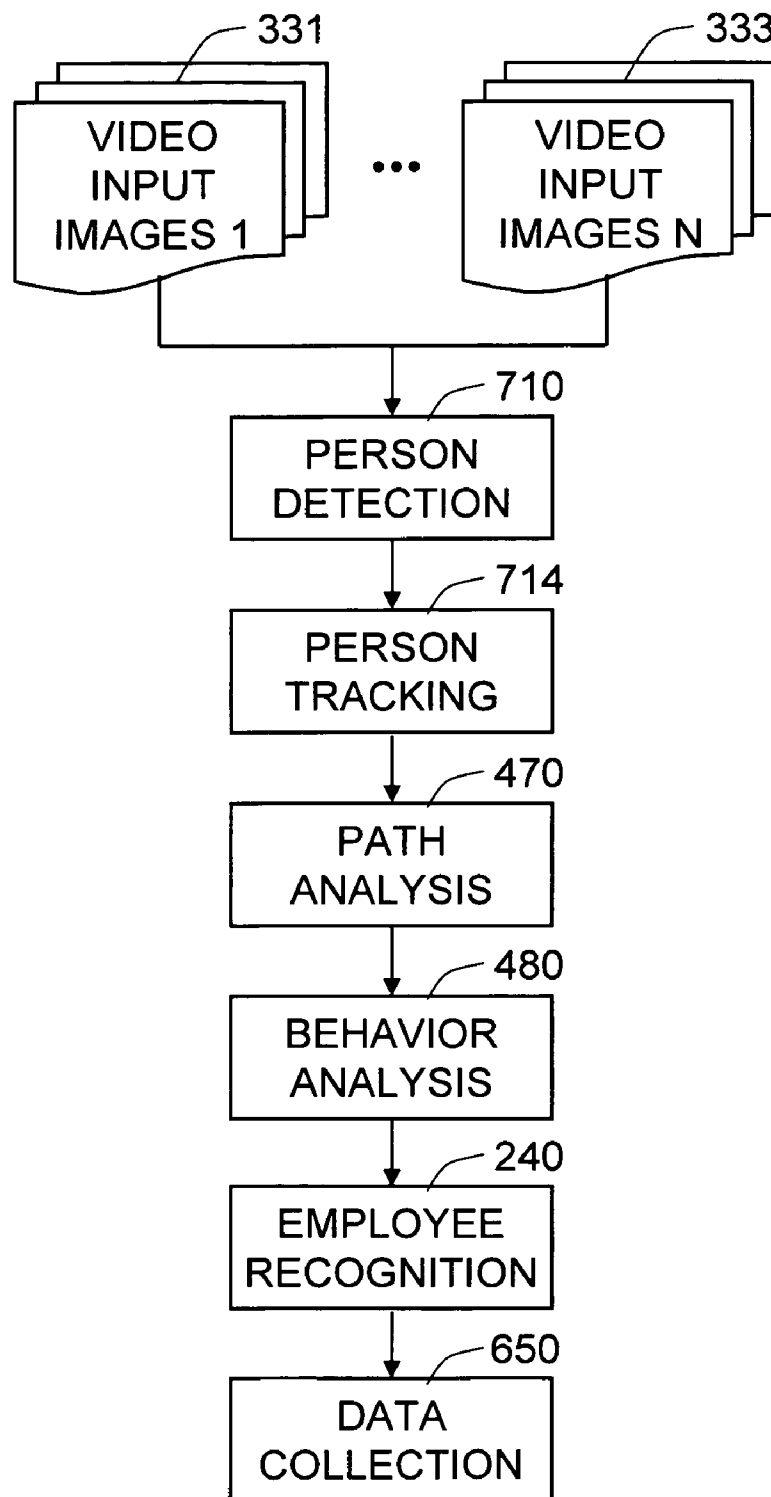 331
333
VIDEO
INPUT
IMAGES 1
...
VIDEO
INPUT
IMAGES N
710
PERSON
DETECTION
714
PERSON
TRACKING
470
PATH
ANALYSIS
480
BEHAVIOR
ANALYSIS
240
EMPLOYEE
RECOGNITION
650
DATA
COLLECTION